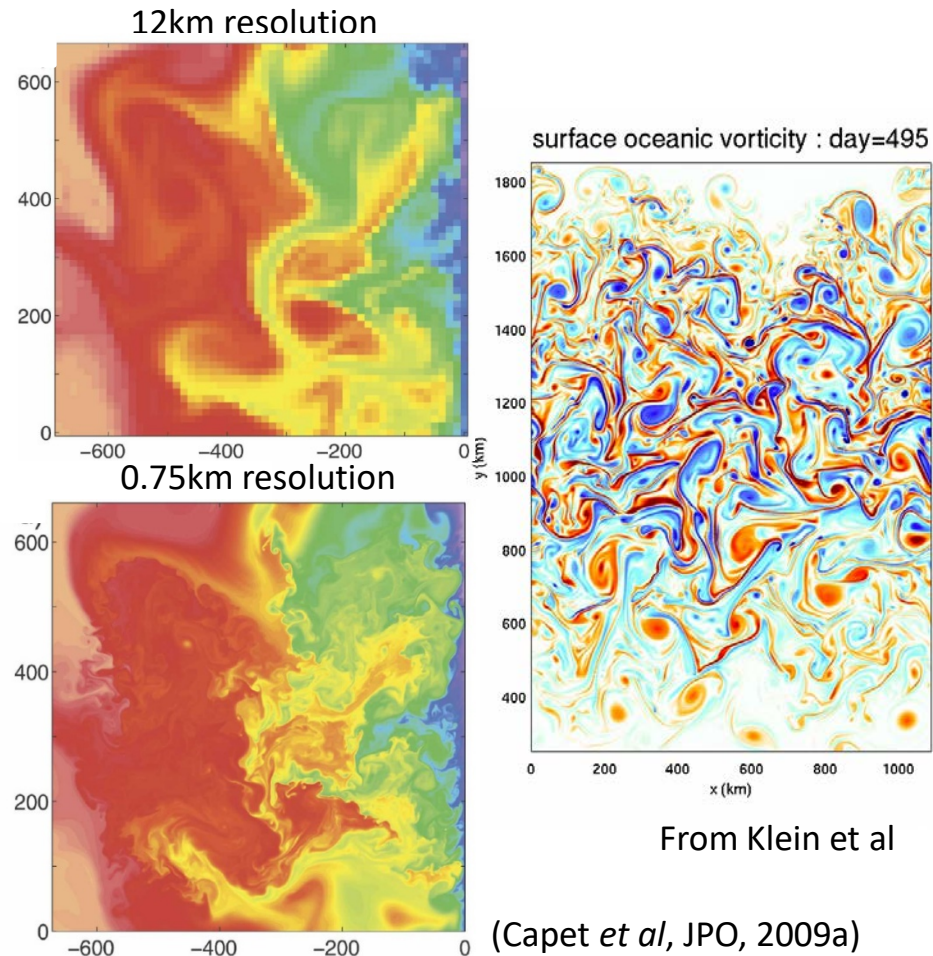 12km resolution
600
400
200
0
−600 −400 −200 0
0.75km resolution
600
400
200
0
−600 −400 −200 0
surface oceanic vorticity : day=495
1800
1600
1400
1200
1000
800
600
400
y (km)
0 200 400 600 800 1000
x (km)
From Klein et al
(Capet et al, JPO, 2009a)